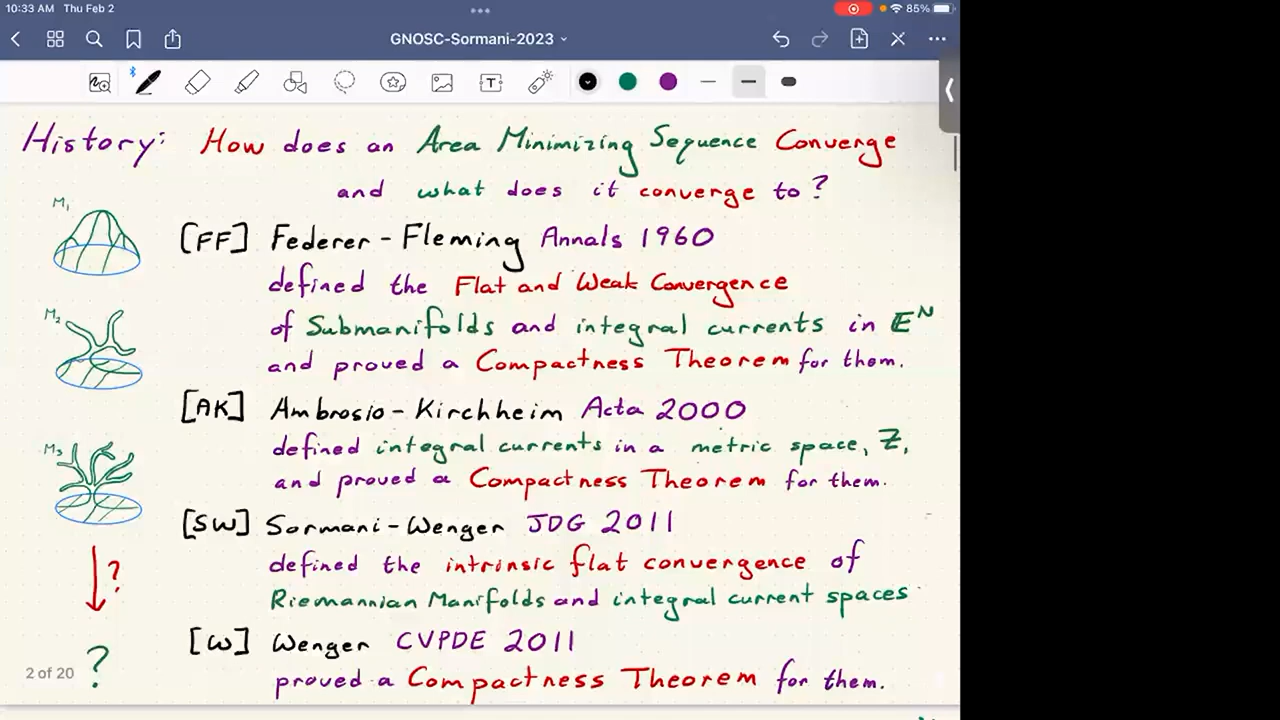 10:33 AM Thu Feb 2
85%
GNOSC-Sormani-2023
History: How does an Area Minimizing Sequence Converge
and what does it converge to?
M1
[FF] Federer-Fleming Annals 1960
defined the Flat and Weak Convergence
of Submanifolds and integral currents in 𝔼^N
and proved a Compactness Theorem for them.
M2
[AK] Ambrosio-Kirchheim Acta 2000
defined integral currents in a metric space, Z,
and proved a Compactness Theorem for them.
M3
[SW] Sormani-Wenger JDG 2011
defined the intrinsic flat convergence of
Riemannian Manifolds and integral current spaces
?
[W] Wenger CVPDE 2011
proved a Compactness Theorem for them.
?
2 of 20